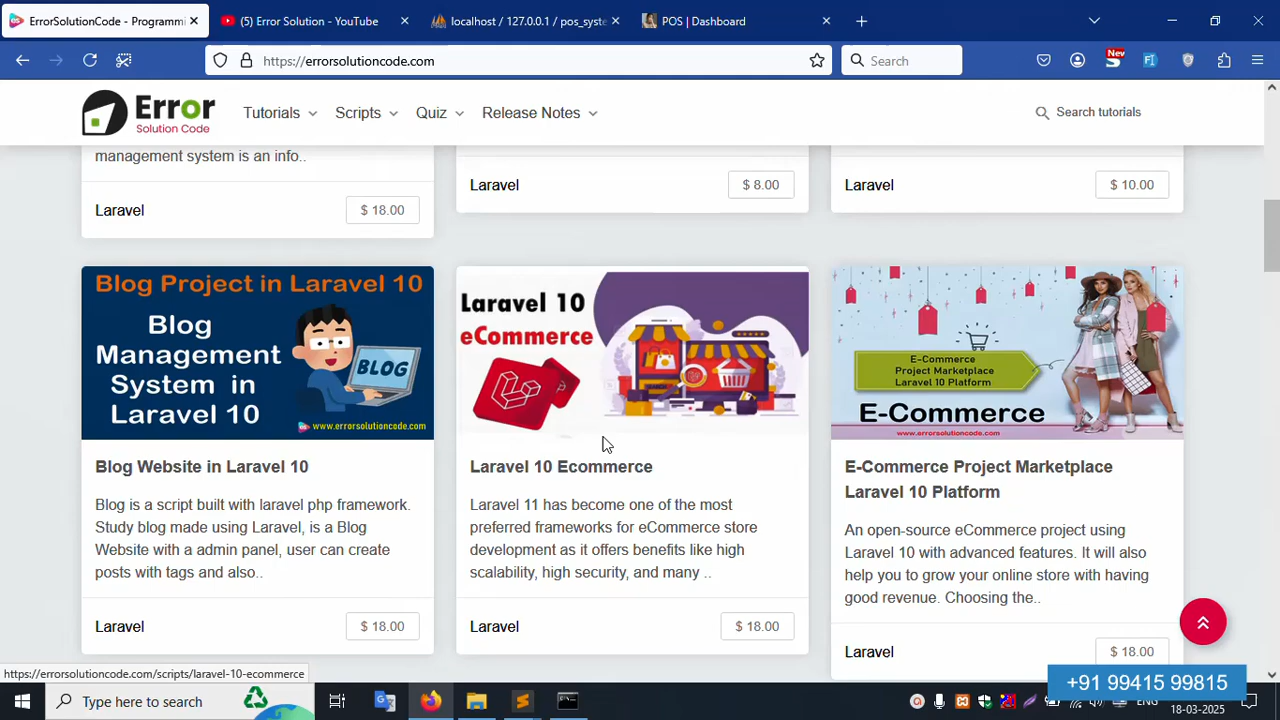 ErrorSolutionCode - Programmi
(5) Error Solution - YouTube
localhost / 127.0.0.1 / pos_syste
POS | Dashboard
https://errorsolutioncode.com
Search
New
Error
Solution Code
Tutorials
Scripts
Quiz
Release Notes
Search tutorials
management system is an info..
Laravel
$ 18.00
Laravel
$ 8.00
Laravel
$ 10.00
Blog Project in Laravel 10
Blog
Management
System in
Laravel 10
BLOG
www.errorsolutioncode.com
Blog Website in Laravel 10
Blog is a script built with laravel php framework.
Study blog made using Laravel, is a Blog
Website with a admin panel, user can create
posts with tags and also..
Laravel
$ 18.00
Laravel 10
eCommerce
Laravel 10 Ecommerce
Laravel 11 has become one of the most
preferred frameworks for eCommerce store
development as it offers benefits like high
scalability, high security, and many ..
Laravel
$ 18.00
E-Commerce
Project Marketplace
Laravel 10 Platform
E-Commerce
www.errorsolutioncode.com
E-Commerce Project Marketplace
Laravel 10 Platform
An open-source eCommerce project using
Laravel 10 with advanced features. It will also
help you to grow your online store with having
good revenue. Choosing the..
Laravel
$ 18.00
https://errorsolutioncode.com/scripts/laravel-10-ecommerce
+91 99415 99815
Type here to search
ENG
18-03-2025